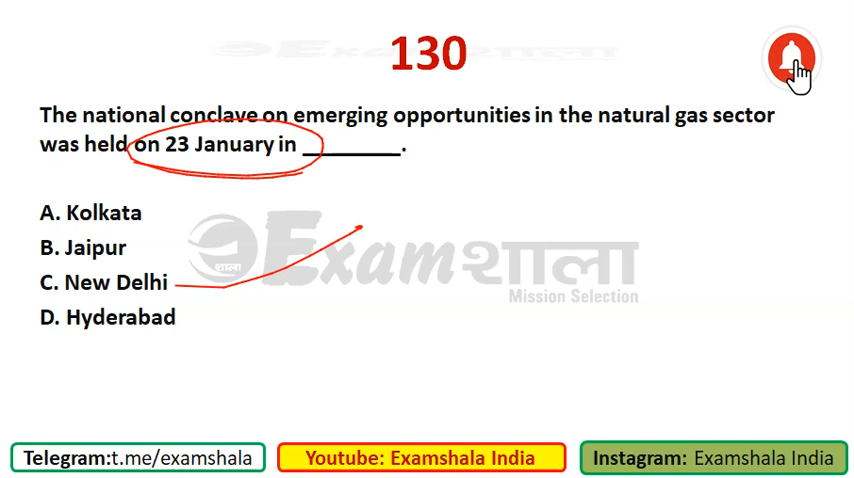 130
The national conclave on emerging opportunities in the natural gas sector
was held on 23 January in ________.
A. Kolkata
B. Jaipur
C. New Delhi
D. Hyderabad
Examशाला
शाला
Mission Selection
Telegram:t.me/examshala
Youtube: Examshala India
Instagram: Examshala India